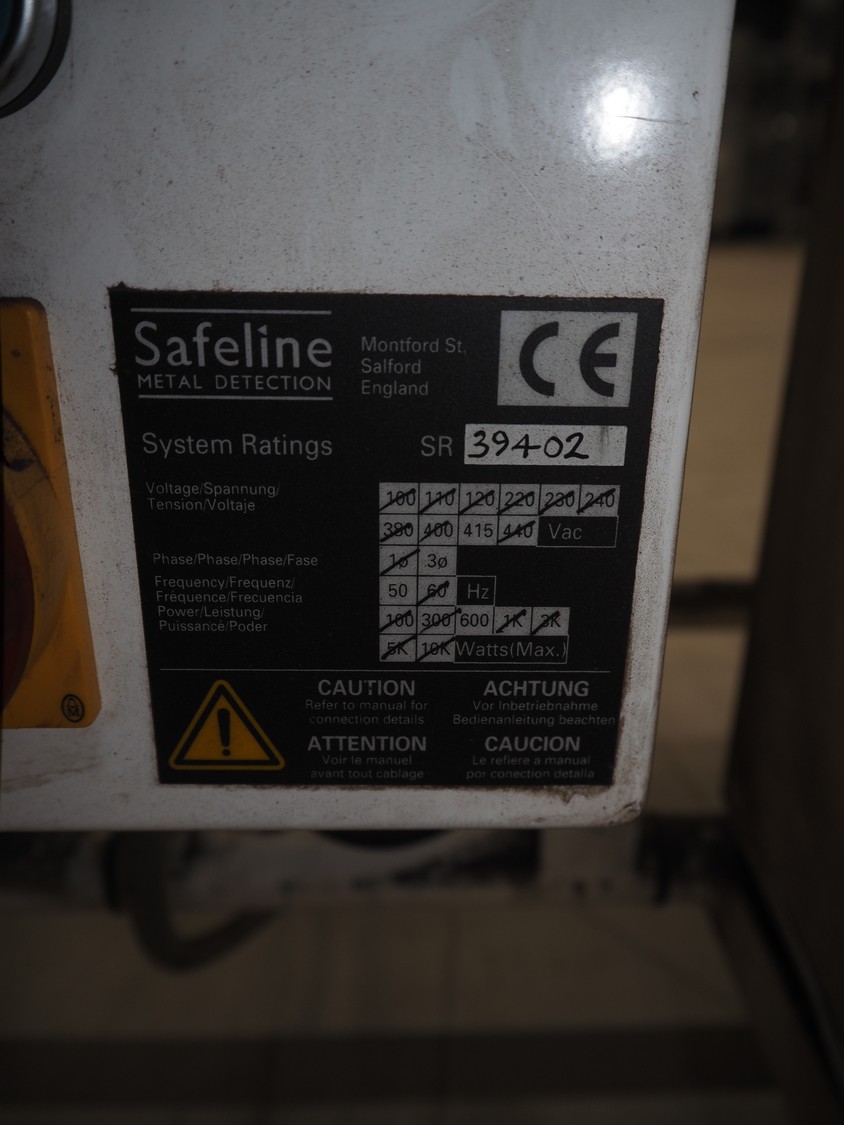 Safeline
METAL DETECTION
Montford St,
Salford
England
CE
System Ratings SR 39402
Voltage/Spannung/
Tension/Voltaje
100 110 120 220 230 240
380 400 415 440 Vac
Phase/Phase/Phase/Fase 1ø 3ø
Frequency/Frequenz/
Fréquence/Frecuencia
50 60 Hz
Power/Leistung/
Puissance/Poder
100 300 600 1K 3K
5K 10K Watts(Max.)
CAUTION
Refer to manual for
connection details
ACHTUNG
Vor Inbetriebnahme
Bedienanleitung beachten
ATTENTION
Voir le manuel
avant tout cablage
CAUCION
Le refiere a manual
por conection detalla